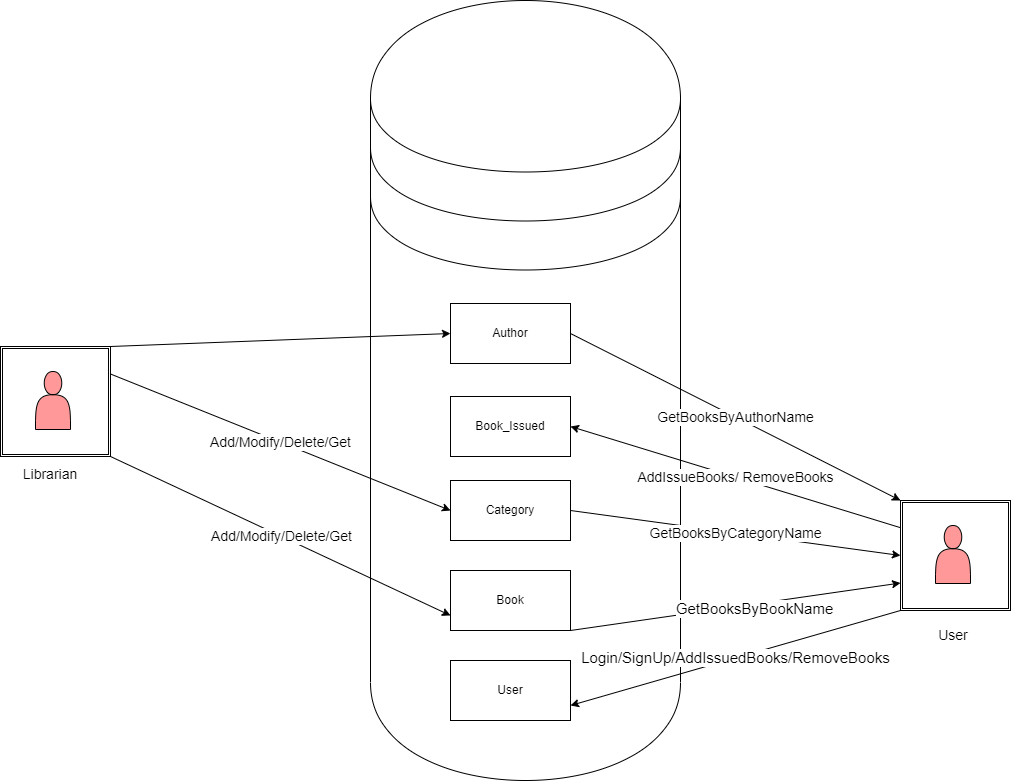 Author
GetBooksByAuthorName
Book_Issued
Add/Modify/Delete/Get
Librarian
AddIssueBooks/ RemoveBooks
Category
GetBooksByCategoryName
Add/Modify/Delete/Get
Book
GetBooksByBookName
User
Login/SignUp/AddIssuedBooks/RemoveBooks
User